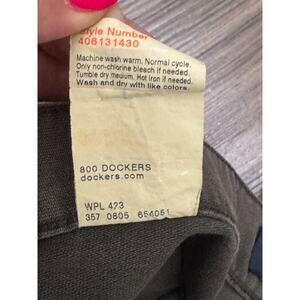 Style Number
406131430
Machine wash warm. Normal cycle.
Only non-chlorine bleach if needed.
Tumble dry medium. Hot iron if needed.
Wash and dry with like colors.
800 DOCKERS
dockers.com
WPL 423
357 0805 654051